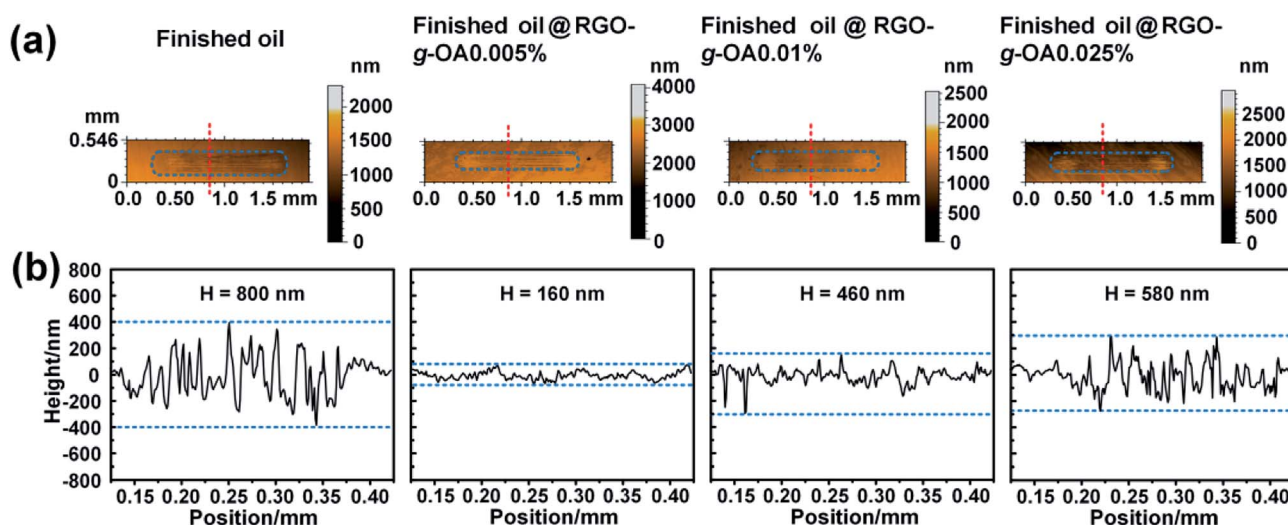 (a)
Finished oil
Finished oil @ RGO-
g-OA0.005%
Finished oil @ RGO-
g-OA0.01%
Finished oil @ RGO-
g-OA0.025%
nm
2000
1500
1000
500
0
mm
0.546
0
0.0 0.50 1.0 1.5 mm
nm
4000
3000
2000
1000
0
0.0 0.50 1.0 1.5 mm
nm
2500
2000
1500
1000
500
0
0.0 0.50 1.0 1.5 mm
nm
2500
2000
1500
1000
500
0
0.0 0.50 1.0 1.5 mm
(b)
Height/nm
800
600
400
200
0
-200
-400
-600
-800
H = 800 nm
0.15 0.20 0.25 0.30 0.35 0.40
Position/mm
H = 160 nm
0.15 0.20 0.25 0.30 0.35 0.40
Position/mm
H = 460 nm
0.15 0.20 0.25 0.30 0.35 0.40
Position/mm
H = 580 nm
0.15 0.20 0.25 0.30 0.35 0.40
Position/mm